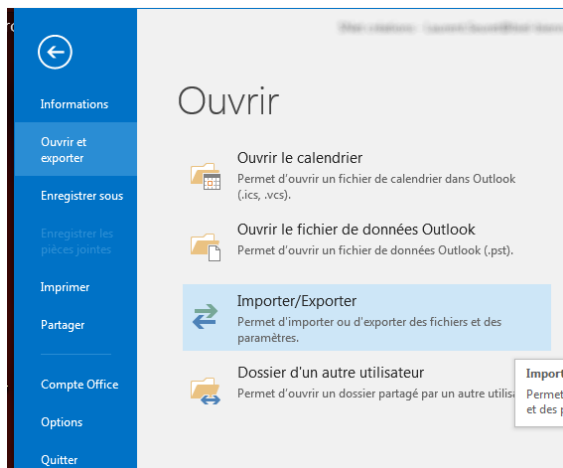 Informations
Ouvrir et
exporter
Enregistrer sous
Enregistrer les
pièces jointes
Imprimer
Partager
Compte Office
Options
Quitter
Ouvrir
Ouvrir le calendrier
Permet d'ouvrir un fichier de calendrier dans Outlook
(.ics, .vcs).
Ouvrir le fichier de données Outlook
Permet d'ouvrir un fichier de données Outlook (.pst).
Importer/Exporter
Permet d'importer ou d'exporter des fichiers et des
paramètres.
Dossier d'un autre utilisateur
Permet d'ouvrir un dossier partagé par un autre utilis
Import
Permet
et des p